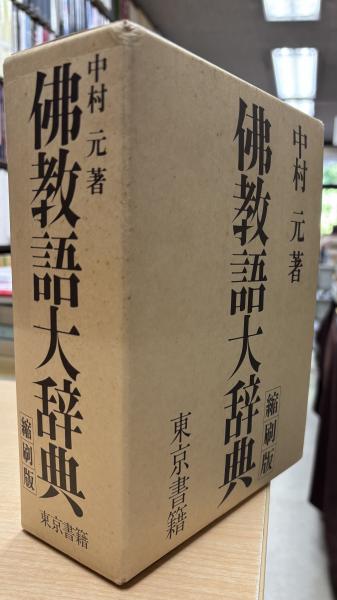 中村 元著
佛教語大辞典
縮刷版
東京書籍
中村 元著
佛教語大辞典
縮刷版
東京書籍